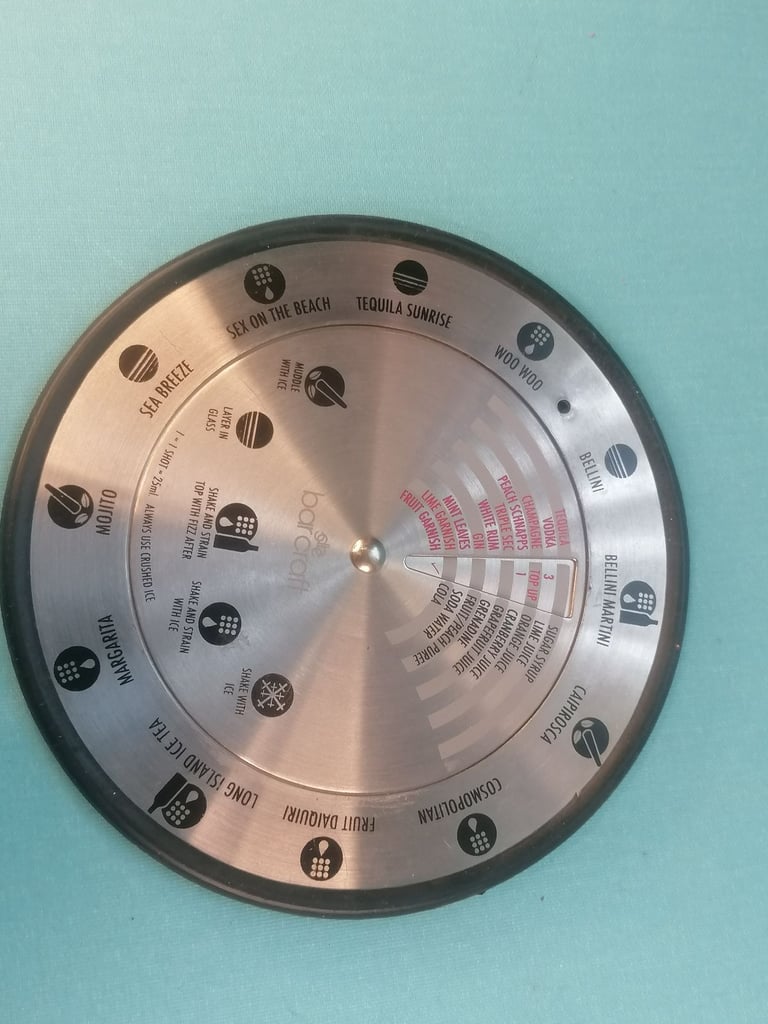 TEQUILA SUNRISE
WOO WOO
BELLINI
BELLINI MARTINI
CAIPIROSCA
COSMOPOLITAN
FRUIT DAIQUIRI
LONG ISLAND ICE TEA
MARGARITA
MOJITO
SEA BREEZE
SEX ON THE BEACH
MUDDLE
WITH ICE
LAYER IN
GLASS
SHAKE AND STRAIN
TOP WITH FIZZ AFTER
SHAKE AND STRAIN
WITH ICE
SHAKE WITH
ICE
1 = 1 SHOT = 25ml ALWAYS USE CRUSHED ICE
barcraft
TEQUILA
VODKA
CHAMPAGNE
TRIPLE SEC
PEACH SCHNAPPS
WHITE RUM
GIN
MINT LEAVES
LIME GARNISH
FRUIT GARNISH
3
TOP UP
1
SUGAR SYRUP
LIME JUICE
ORANGE JUICE
CRANBERRY JUICE
GRAPEFRUIT JUICE
GRENADINE
FRUIT/PEACH PUREE
SODA WATER
COLA